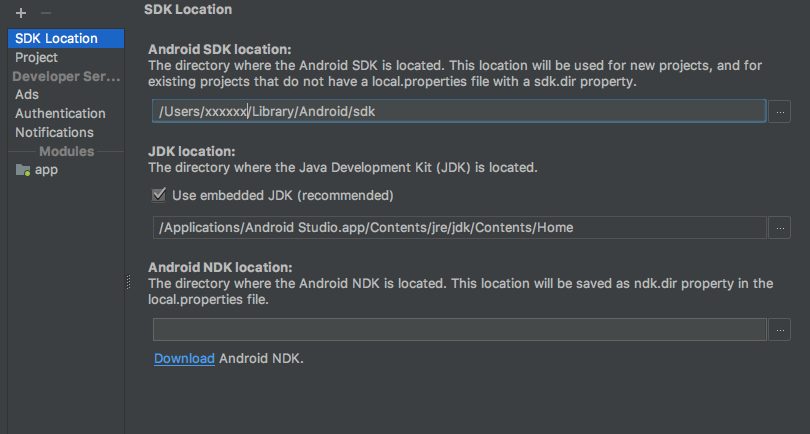 SDK Location
SDK Location
Project
Developer Ser...
Ads
Authentication
Notifications
Modules
app
Android SDK location:
The directory where the Android SDK is located. This location will be used for new projects, and for
existing projects that do not have a local.properties file with a sdk.dir property.
/Users/xxxxxx/Library/Android/sdk
...
JDK location:
The directory where the Java Development Kit (JDK) is located.
Use embedded JDK (recommended)
/Applications/Android Studio.app/Contents/jre/jdk/Contents/Home
...
Android NDK location:
The directory where the Android NDK is located. This location will be saved as ndk.dir property in the
local.properties file.
...
Download Android NDK.